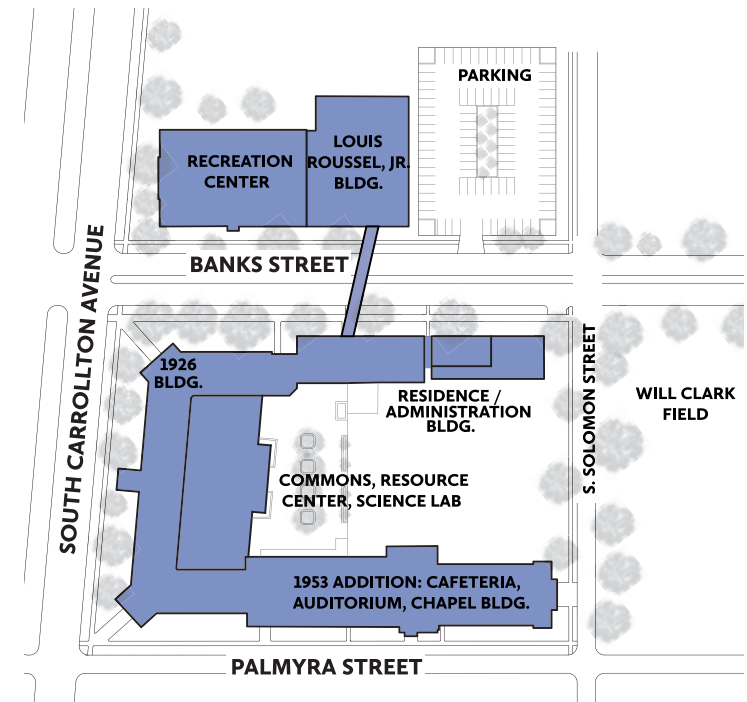 PARKING
RECREATION
CENTER
LOUIS
ROUSSEL, JR.
BLDG.
BANKS STREET
SOUTH CARROLLTON AVENUE
1926
BLDG.
RESIDENCE /
ADMINISTRATION
BLDG.
S. SOLOMON STREET
WILL CLARK
FIELD
COMMONS, RESOURCE
CENTER, SCIENCE LAB
1953 ADDITION: CAFETERIA,
AUDITORIUM, CHAPEL BLDG.
PALMYRA STREET